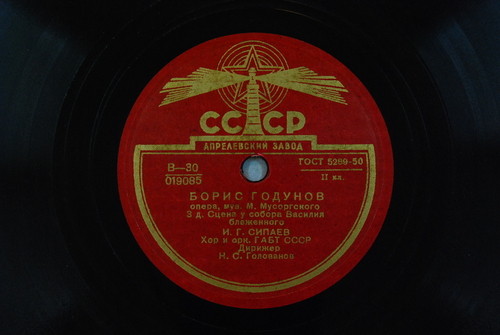 СССР
АПРЕЛЕВСКИЙ ЗАВОД
В—30
019085
ГОСТ 5289-50
II кл.
БОРИС ГОДУНОВ
опера, муз. М. Мусоргского
3 д. Сцена у собора Василия
блаженного
И. Г. СИПАЕВ
Хор и орк. ГАБТ СССР
Дирижер
Н. С. Голованов